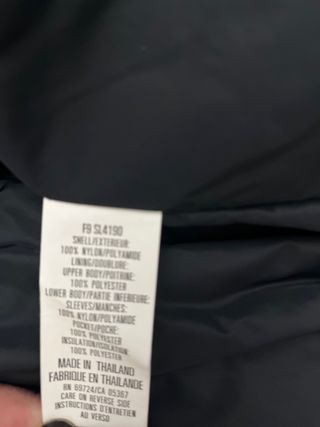 F9 SL4190
SHELL/EXTERIEUR:
100% NYLON/POLYAMIDE
LINING/DOUBLURE:
UPPER BODY/POITRINE:
100% POLYESTER
LOWER BODY/PARTIE INFERIEURE:
SLEEVES/MANCHES:
100% NYLON/POLYAMIDE
POCKET/POCHE:
100% POLYESTER
INSULATION/ISOLATION:
100% POLYESTER
MADE IN THAILAND
FABRIQUE EN THAILANDE
RN 69724/CA 05367
CARE ON REVERSE SIDE
INSTRUCTIONS D'ENTRETIEN
AU VERSO